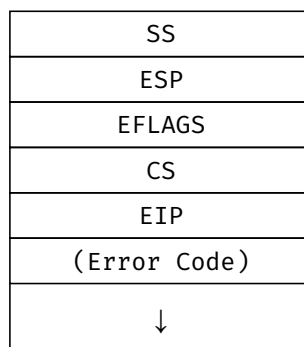 SS
ESP
EFLAGS
CS
EIP
(Error Code)
↓